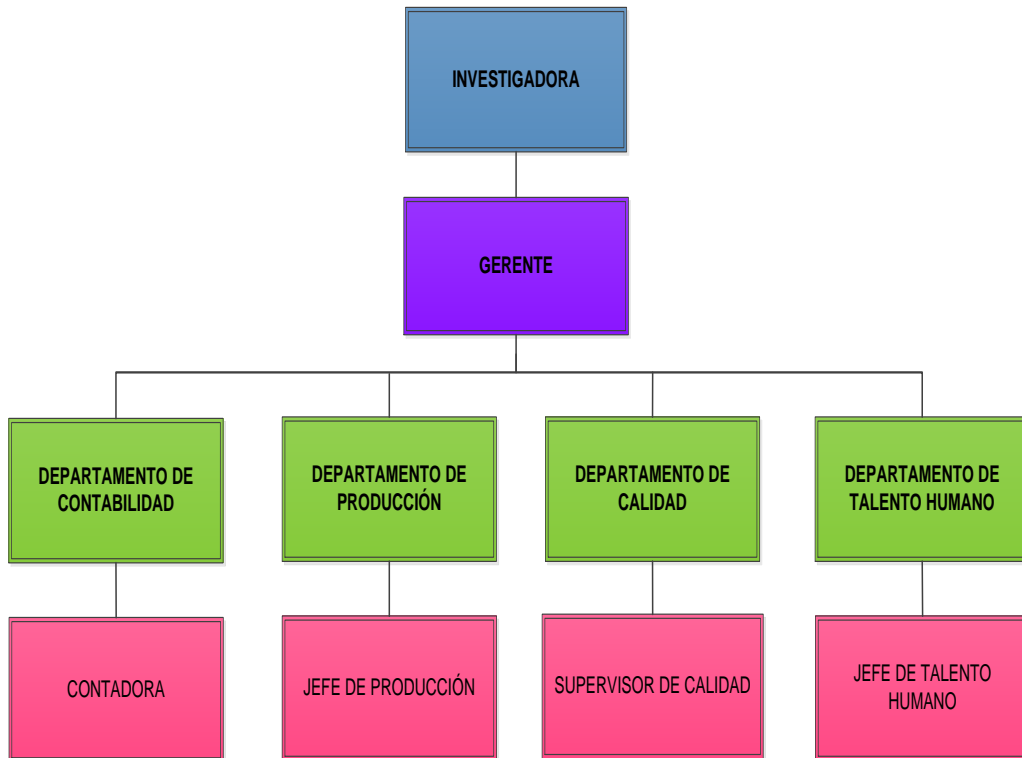 INVESTIGADORA
GERENTE
DEPARTAMENTO DE
CONTABILIDAD
DEPARTAMENTO DE
PRODUCCIÓN
DEPARTAMENTO DE
CALIDAD
DEPARTAMENTO DE
TALENTO HUMANO
CONTADORA
JEFE DE PRODUCCIÓN
SUPERVISOR DE CALIDAD
JEFE DE TALENTO
HUMANO